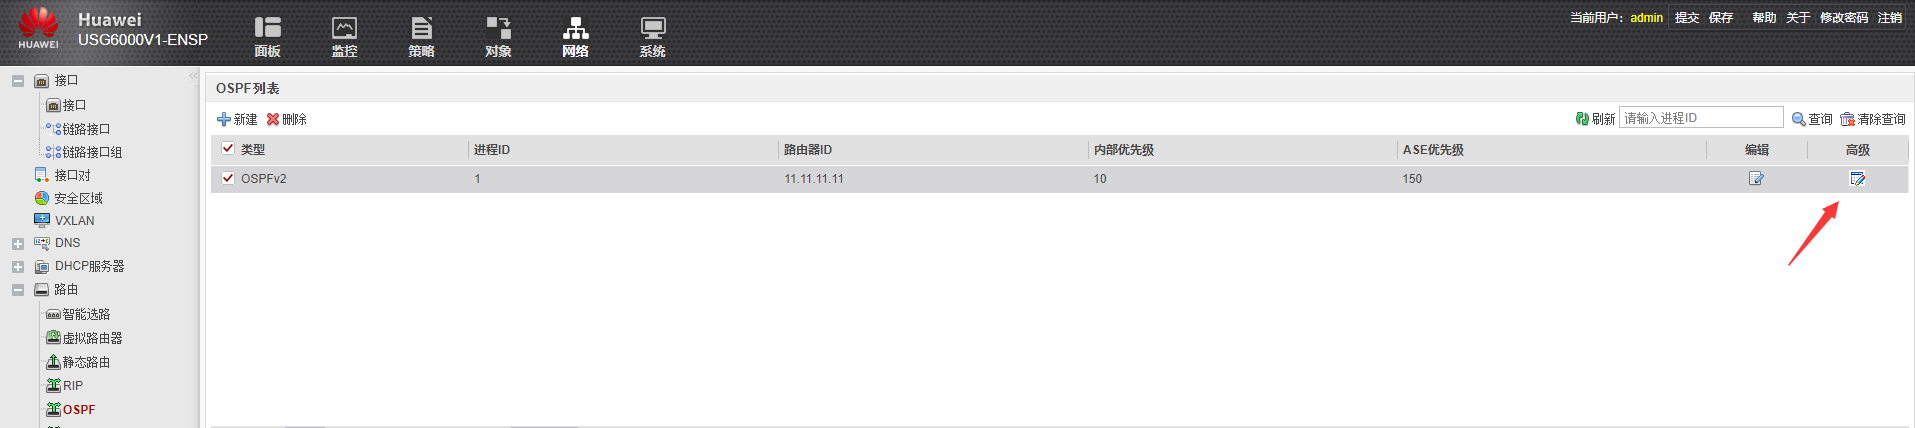 HUAWEI
Huawei
USG6000V1-ENSP
面板 监控 策略 对象 网络 系统
当前用户：admin 提交 保存 帮助 关于 修改密码 注销
接口
接口
链路接口
链路接口组
接口对
安全区域
VXLAN
DNS
DHCP服务器
路由
智能选路
虚拟路由器
静态路由
RIP
OSPF
OSPF列表
新建 删除 刷新 请输入进程ID 查询 清除查询
类型 进程ID 路由器ID 内部优先级 ASE优先级 编辑 高级
OSPFv2 1 11.11.11.11 10 150